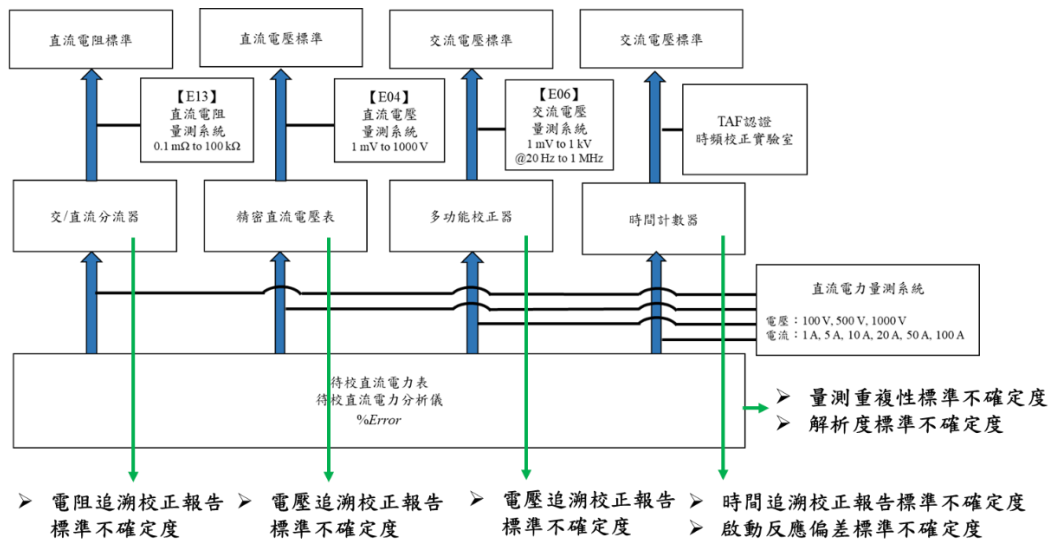 直流電阻標準
直流電壓標準
交流電壓標準
交流電壓標準
【E13】
直流電阻
量測系統
0.1 mΩ to 100 kΩ
【E04】
直流電壓
量測系統
1 mV to 1000 V
【E06】
交流電壓
量測系統
1 mV to 1 kV
@20 Hz to 1 MHz
TAF認證
時頻校正實驗室
交/直流分流器
精密直流電壓表
多功能校正器
時間計數器
直流電力量測系統
電壓：100 V, 500 V, 1000 V
電流：1 A, 5 A, 10 A, 20 A, 50 A, 100 A
待校直流電力表
待校直流電力分析儀
%Error
➤ 量測重複性標準不確定度
➤ 解析度標準不確定度
➤ 電阻追溯校正報告
標準不確定度
➤ 電壓追溯校正報告
標準不確定度
➤ 電壓追溯校正報告
標準不確定度
➤ 時間追溯校正報告標準不確定度
➤ 啟動反應偏差標準不確定度